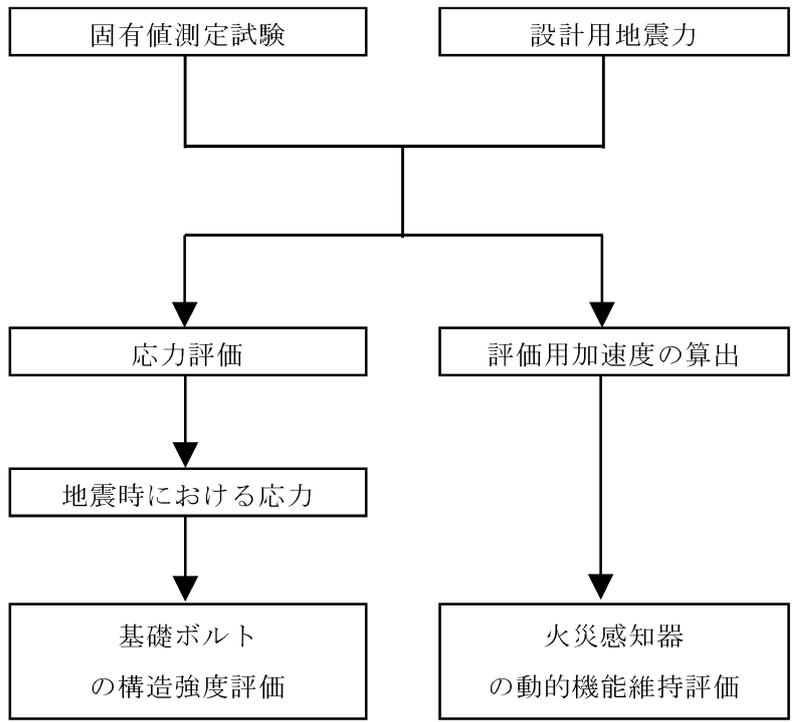 固有値測定試験
設計用地震力
応力評価
評価用加速度の算出
地震時における応力
基礎ボルト
の構造強度評価
火災感知器
の動的機能維持評価